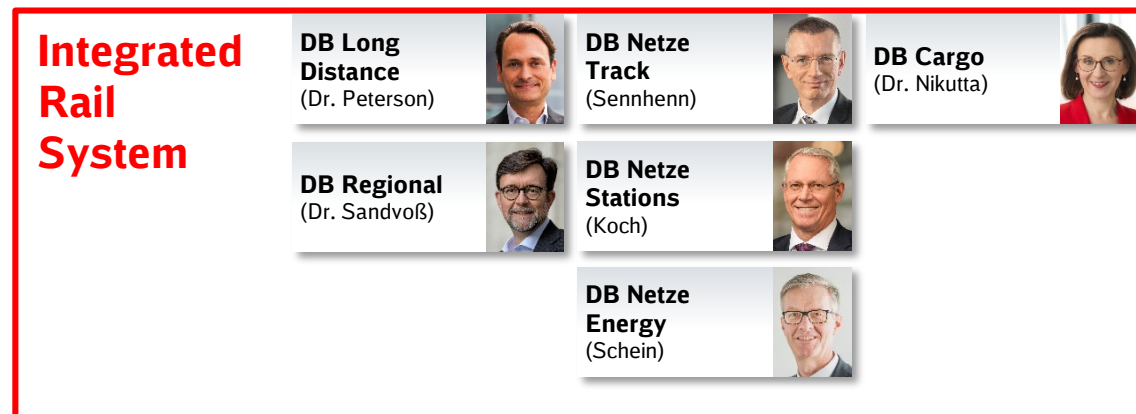 Integrated
Rail
System
DB Long
Distance
(Dr. Peterson)
DB Regional
(Dr. Sandvoß)
DB Netze
Track
(Sennhenn)
DB Netze
Stations
(Koch)
DB Netze
Energy
(Schein)
DB Cargo
(Dr. Nikutta)